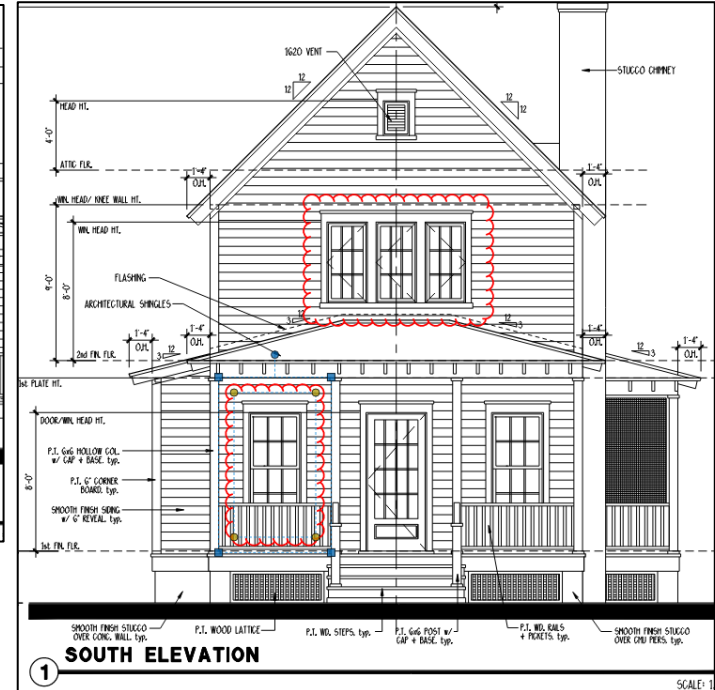 1620 VENT
STUCCO CHIMNEY
12
12
12
12
HEAD HT.
4'-0"
ATTIC FLR.
1'-4"
O.H.
1'-4"
O.H.
WIN. HEAD/ KNEE WALL HT.
WIN. HEAD HT.
9'-0"
8'-0"
FLASHING
ARCHITECTURAL SHINGLES
12
3
12
3
1'-4"
O.H.
1'-4"
O.H.
1'-4"
O.H.
1'-4"
O.H.
12
3
12
3
2nd FIN. FLR.
1st PLATE HT.
DOOR/WIN. HEAD HT.
8'-0"
P.T. 6x6 HOLLOW COL.
w/ CAP + BASE. typ.
P.T. 6" CORNER
BOARD. typ.
SMOOTH FINISH SIDING
w/ 6" REVEAL. typ.
1st FIN. FLR.
SMOOTH FINISH STUCCO
OVER CONC. WALL. typ.
P.T. WOOD LATTICE
P.T. WD. STEPS. typ.
P.T. 6x6 POST w/
CAP + BASE. typ.
P.T. WD. RAILS
+ PICKETS. typ.
SMOOTH FINISH STUCCO
OVER CMU PIERS. typ.
1
SOUTH ELEVATION
SCALE: 1